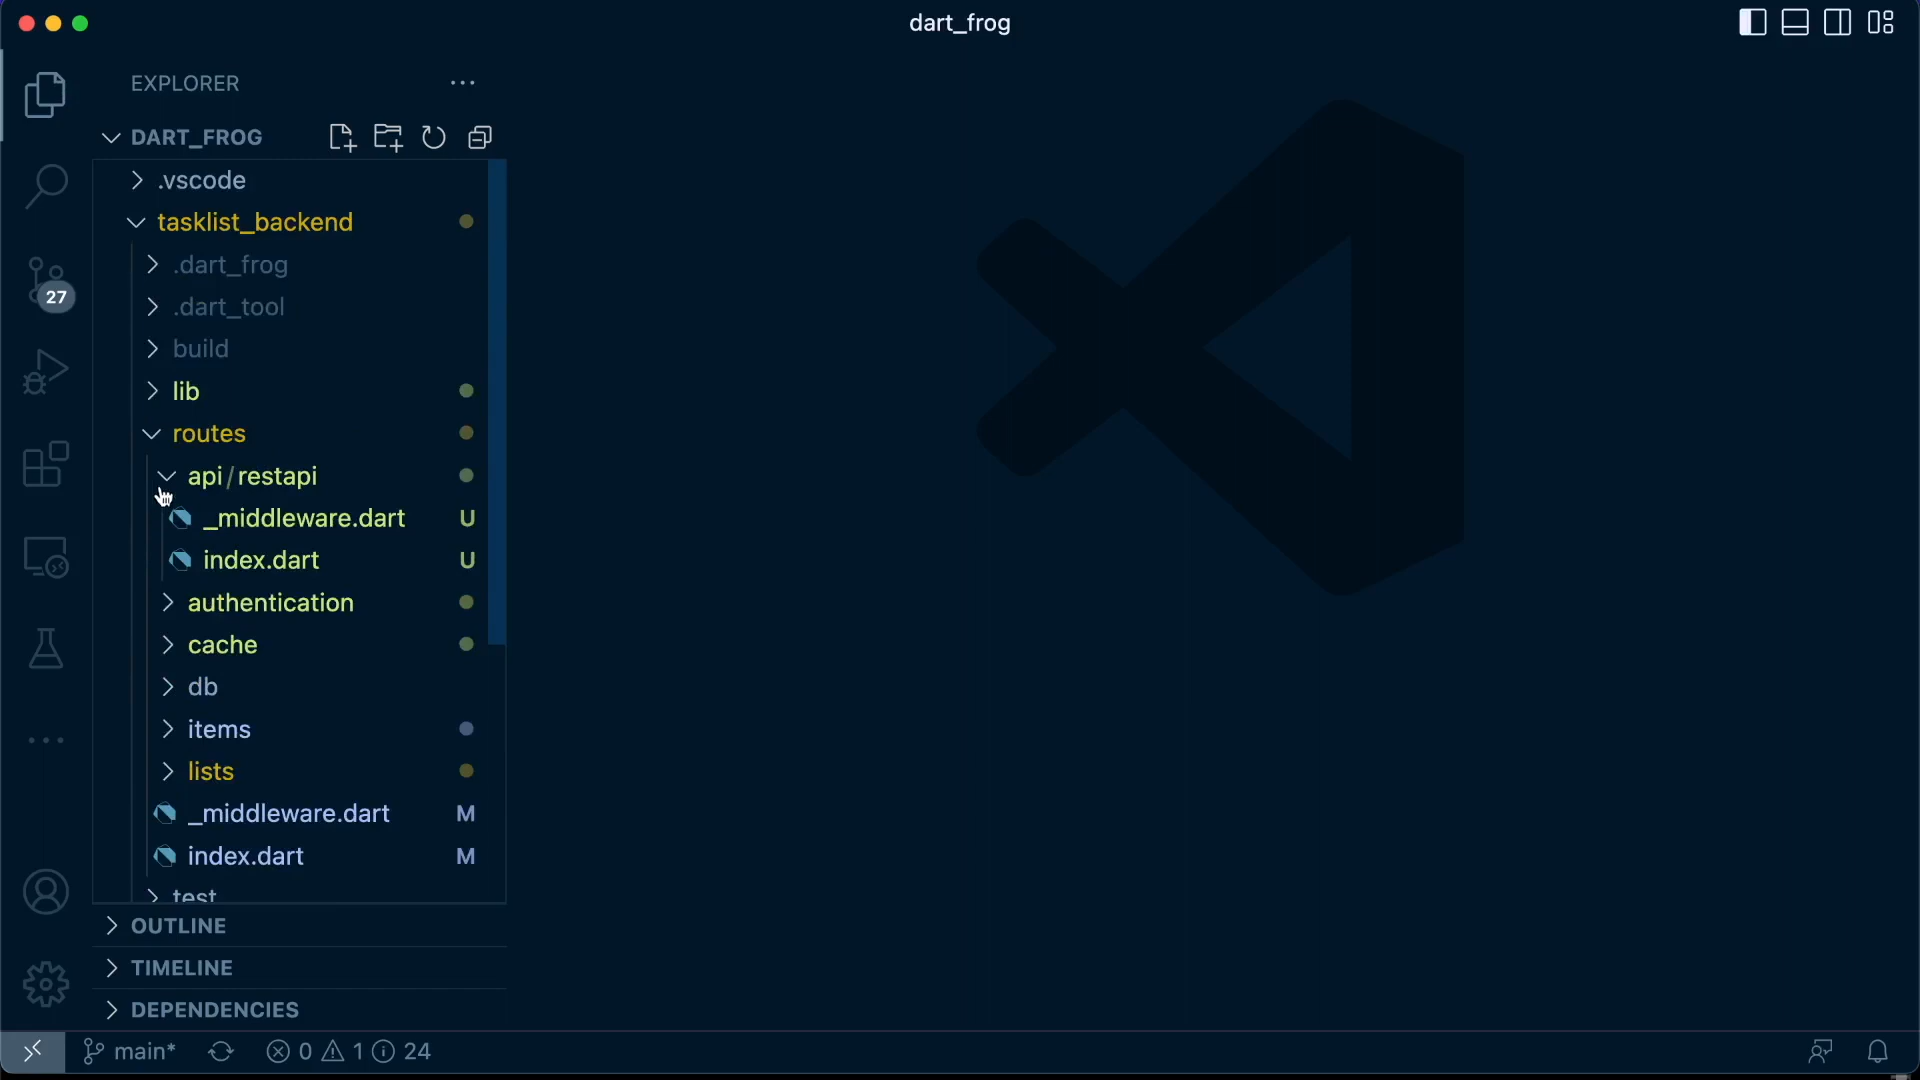 dart_frog
EXPLORER
DART_FROG
.vscode
tasklist_backend
.dart_frog
27
.dart_tool
build
lib
routes
api/restapi
_middleware.dart U
index.dart U
authentication
cache
db
items
lists
_middleware.dart M
index.dart M
test
OUTLINE
TIMELINE
DEPENDENCIES
main* 0 1 24